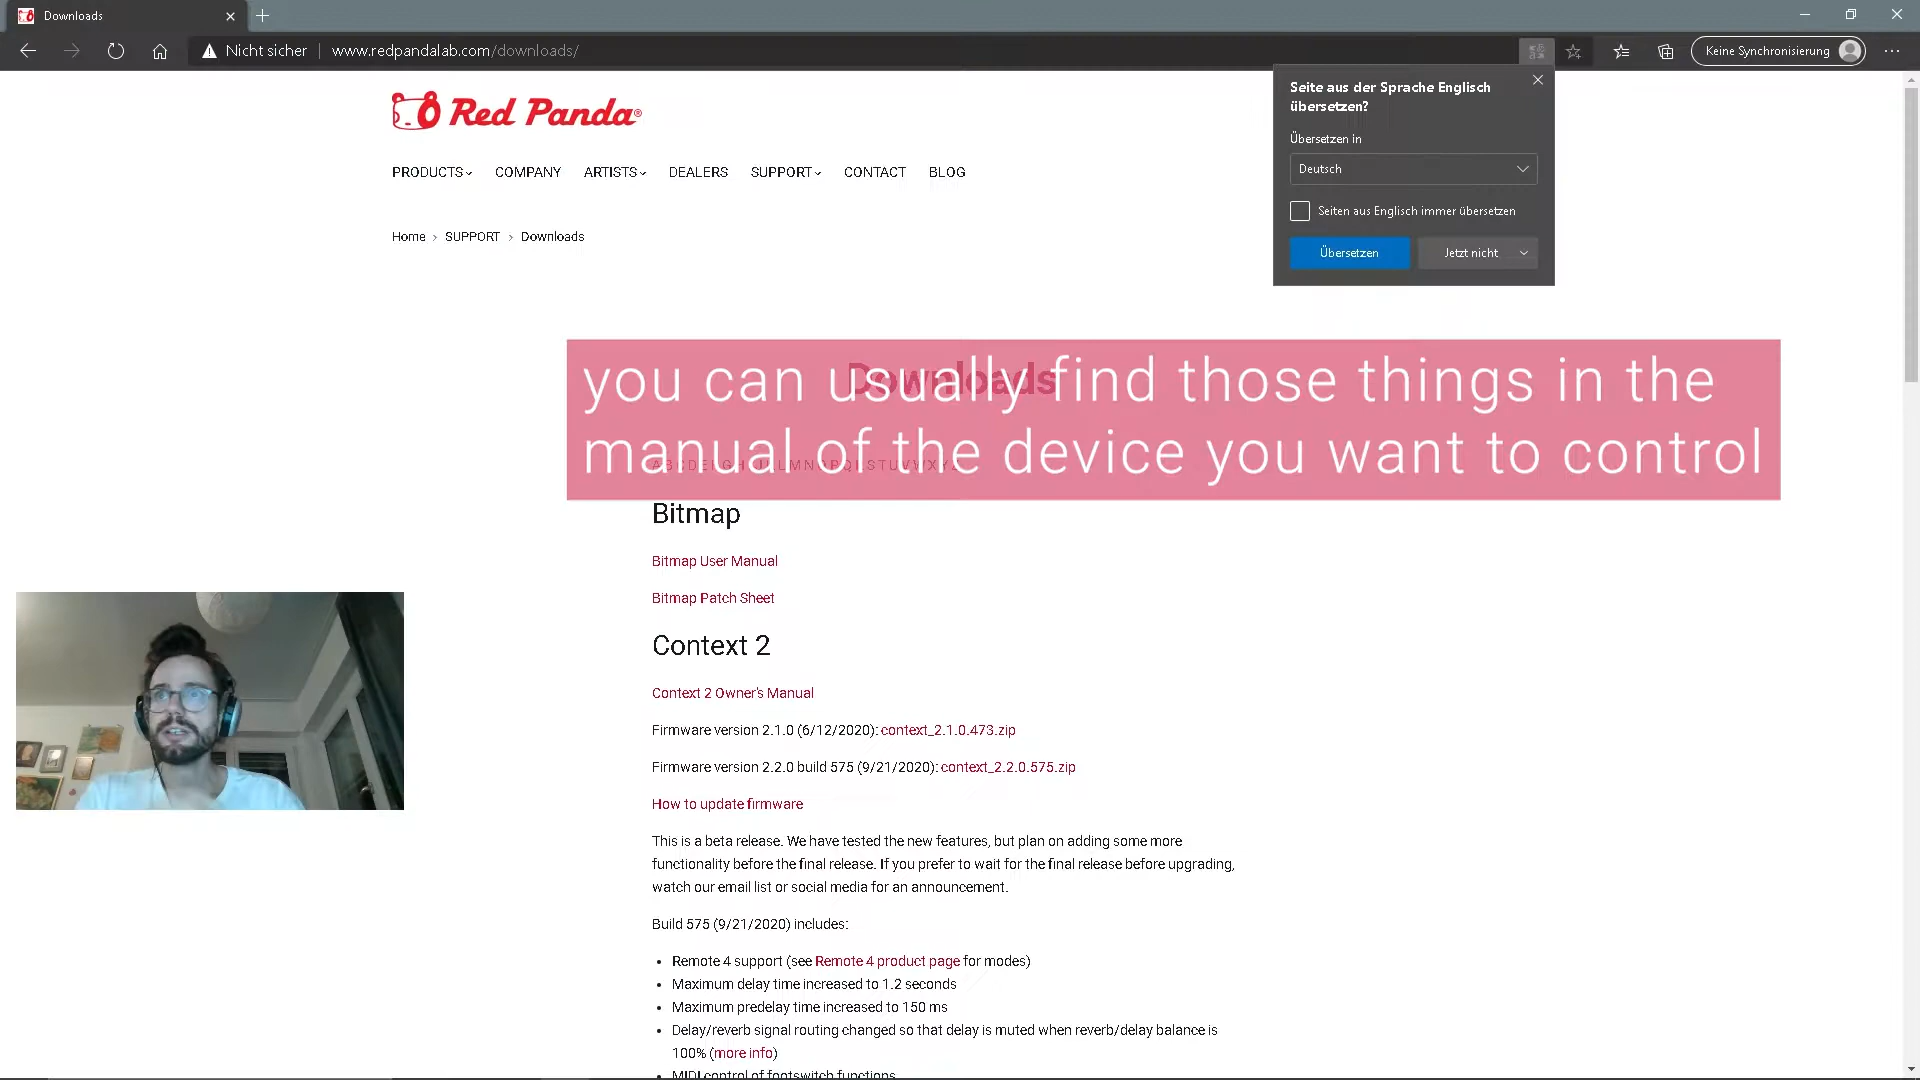 Downloads
Nicht sicher | www.redpandalab.com/downloads/
Keine Synchronisierung
Seite aus der Sprache Englisch
übersetzen?
Übersetzen in
Deutsch
Seiten aus Englisch immer übersetzen
Übersetzen
Jetzt nicht
Red Panda®
PRODUCTS
COMPANY
ARTISTS
DEALERS
SUPPORT
CONTACT
BLOG
Home > SUPPORT > Downloads
Downloads
you can usually find those things in the
manual of the device you want to control
Bitmap
Bitmap User Manual
Bitmap Patch Sheet
Context 2
Context 2 Owner's Manual
Firmware version 2.1.0 (6/12/2020): context_2.1.0.473.zip
Firmware version 2.2.0 build 575 (9/21/2020): context_2.2.0.575.zip
How to update firmware
This is a beta release. We have tested the new features, but plan on adding some more
functionality before the final release. If you prefer to wait for the final release before upgrading,
watch our email list or social media for an announcement.
Build 575 (9/21/2020) includes:
• Remote 4 support (see Remote 4 product page for modes)
• Maximum delay time increased to 1.2 seconds
• Maximum predelay time increased to 150 ms
• Delay/reverb signal routing changed so that delay is muted when reverb/delay balance is
100% (more info)
• MIDI control of footswitch functions